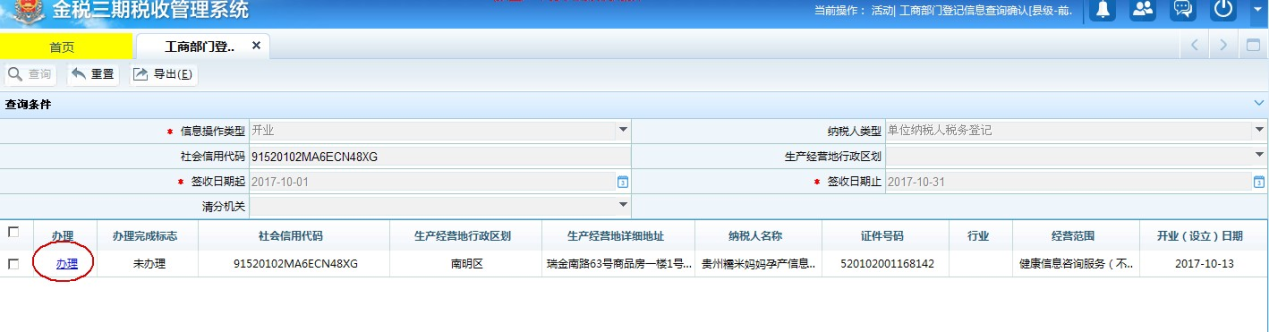 金税三期税收管理系统
当前操作： 活动| 工商部门登记信息查询确认[县级-前.
首页
工商部门登.. ×
查询 重置 导出(E)
查询条件
* 信息操作类型 开业
纳税人类型 单位纳税人税务登记
社会信用代码 91520102MA6ECN48XG
生产经营地行政区划
* 签收日期起 2017-10-01
* 签收日期止 2017-10-31
清分机关
办理 办理完成标志 社会信用代码 生产经营地行政区划 生产经营地详细地址 纳税人名称 证件号码 行业 经营范围 开业（设立）日期
办理 未办理 91520102MA6ECN48XG 南明区 瑞金南路63号商品房一楼1号... 贵州糯米妈妈孕产信息.. 520102001168142 健康信息咨询服务（不.. 2017-10-13